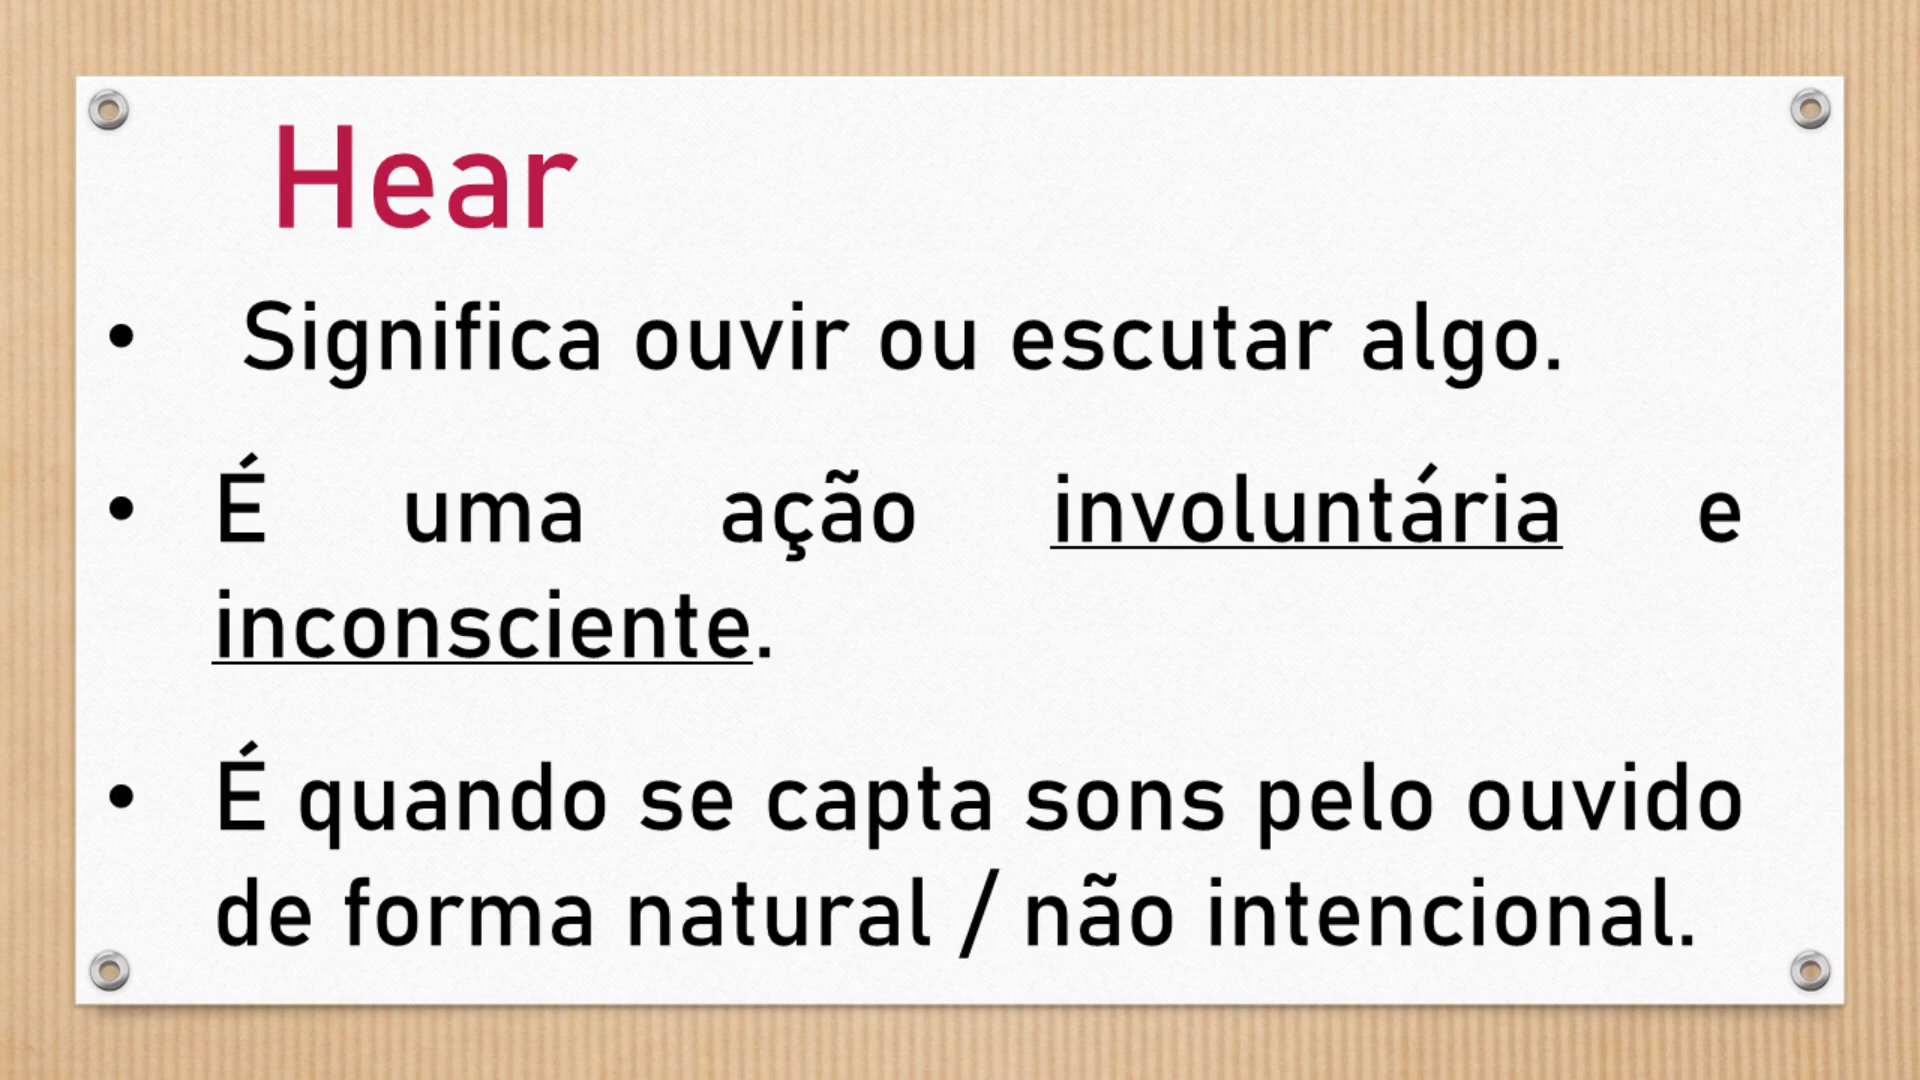 Hear
• Significa ouvir ou escutar algo.
• É uma ação involuntária e
inconsciente.
• É quando se capta sons pelo ouvido
de forma natural / não intencional.